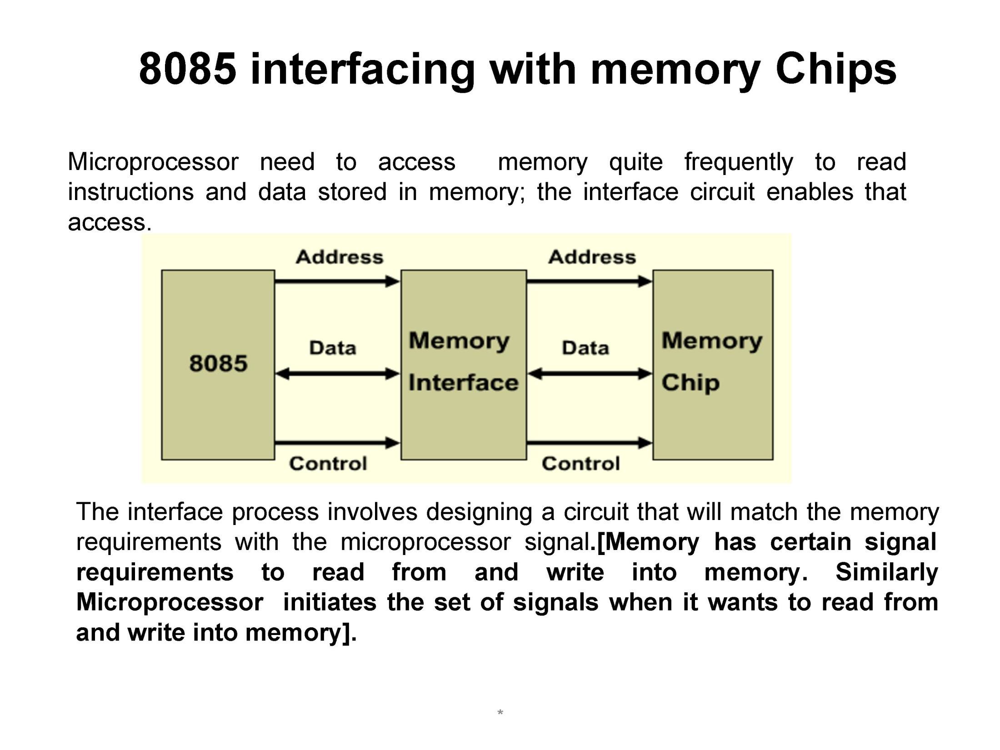 8085 interfacing with memory Chips
Microprocessor need to access memory quite frequently to read
instructions and data stored in memory; the interface circuit enables that
access.
Address Address
8085
Data
Memory
Interface
Data
Memory
Chip
Control Control
The interface process involves designing a circuit that will match the memory
requirements with the microprocessor signal.[Memory has certain signal
requirements to read from and write into memory. Similarly
Microprocessor initiates the set of signals when it wants to read from
and write into memory].
*